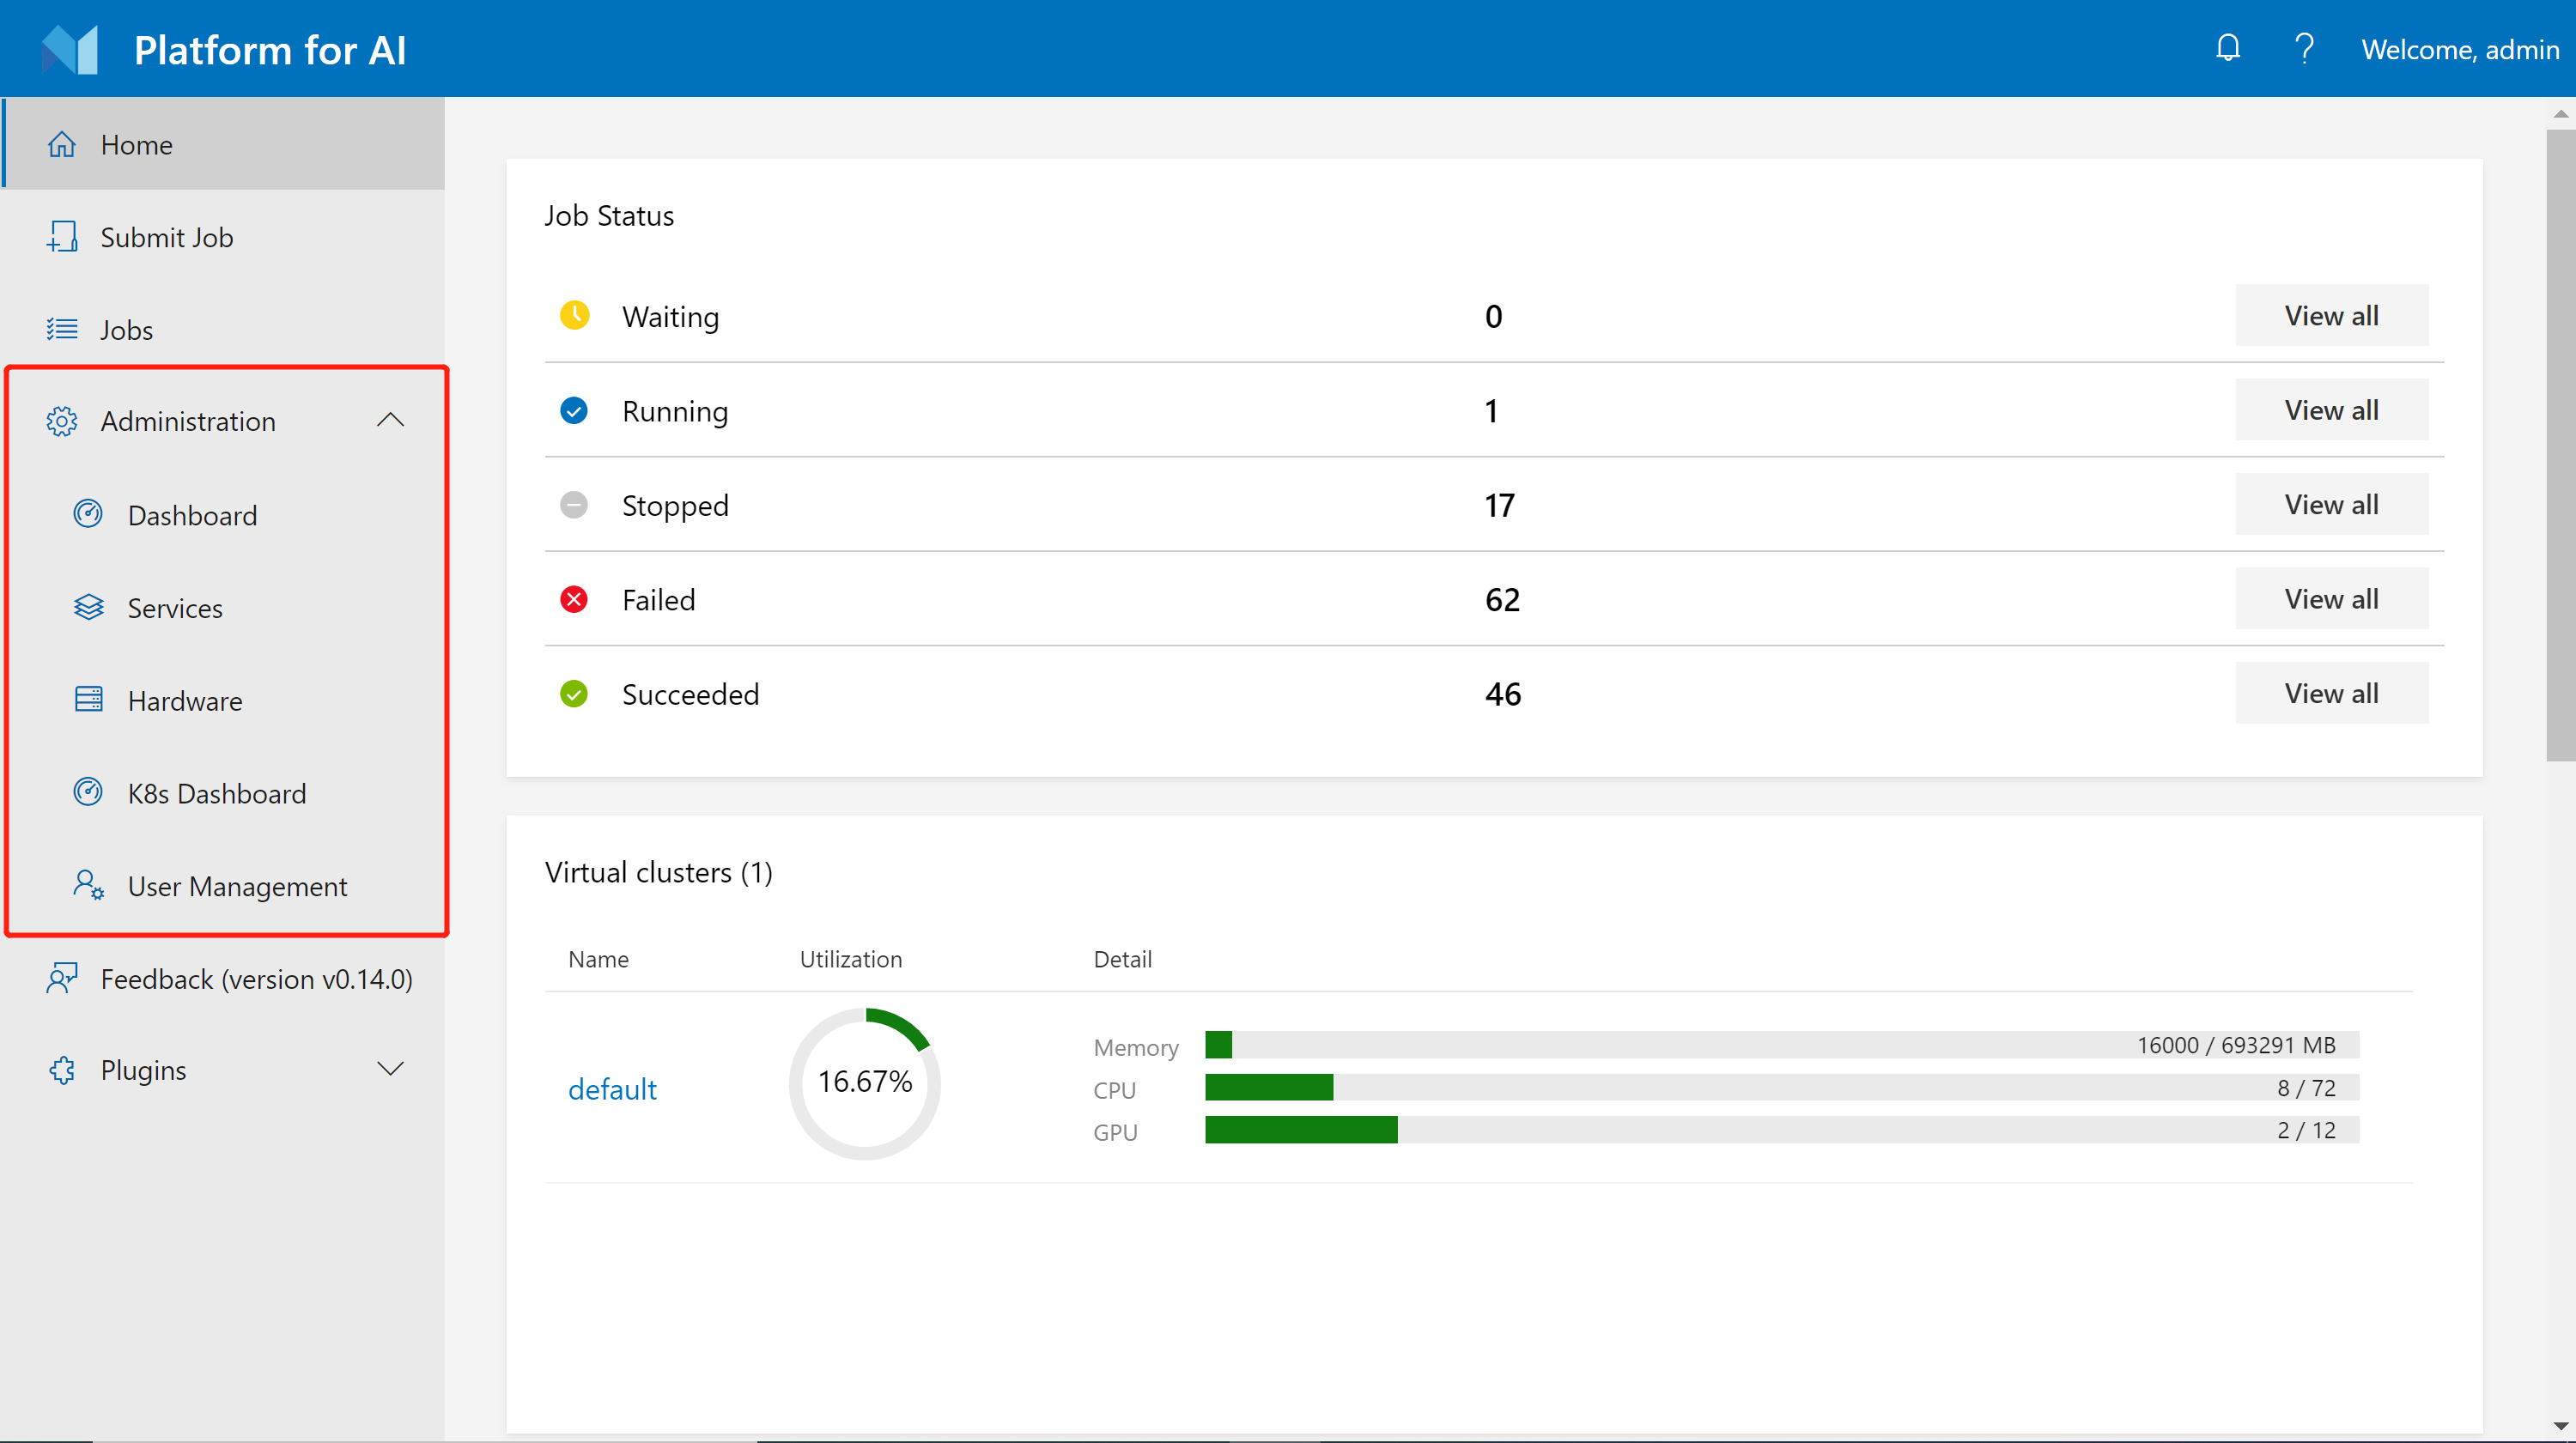 Platform for AI
Welcome, admin
Home
Submit Job
Jobs
Administration
Dashboard
Services
Hardware
K8s Dashboard
User Management
Feedback (version v0.14.0)
Plugins
Job Status
Waiting 0 View all
Running 1 View all
Stopped 17 View all
Failed 62 View all
Succeeded 46 View all
Virtual clusters (1)
Name Utilization Detail
default
16.67%
Memory 16000 / 693291 MB
CPU 8 / 72
GPU 2 / 12